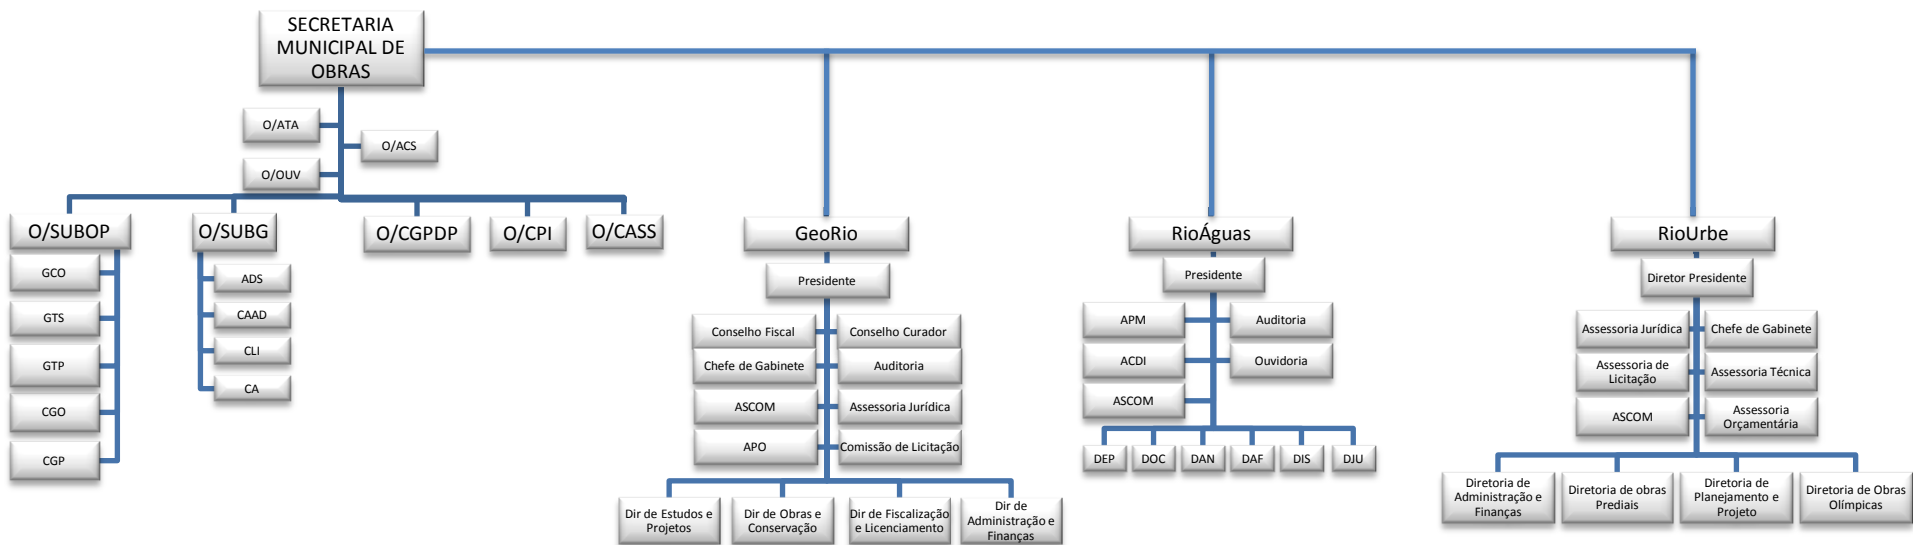 SECRETARIA
MUNICIPAL DE
OBRAS
O/ATA
O/ACS
O/OUV
O/SUBOP
O/SUBG
O/CGPDP
O/CPI
O/CASS
GCO
GTS
GTP
CGO
CGP
ADS
CAAD
CLI
CA
GeoRio
Presidente
Conselho Fiscal
Conselho Curador
Chefe de Gabinete
Auditoria
ASCOM
Assessoria Jurídica
APO
Comissão de Licitação
Dir de Estudos e
Projetos
Dir de Obras e
Conservação
Dir de Fiscalização
e Licenciamento
Dir de
Administração e
Finanças
RioÁguas
Presidente
APM
Auditoria
ACDI
Ouvidoria
ASCOM
DEP
DOC
DAN
DAF
DIS
DJU
RioUrbe
Diretor Presidente
Assessoria Jurídica
Chefe de Gabinete
Assessoria de
Licitação
Assessoria Técnica
ASCOM
Assessoria
Orçamentária
Diretoria de
Administração e
Finanças
Diretoria de obras
Prediais
Diretoria de
Planejamento e
Projeto
Diretoria de Obras
Olímpicas